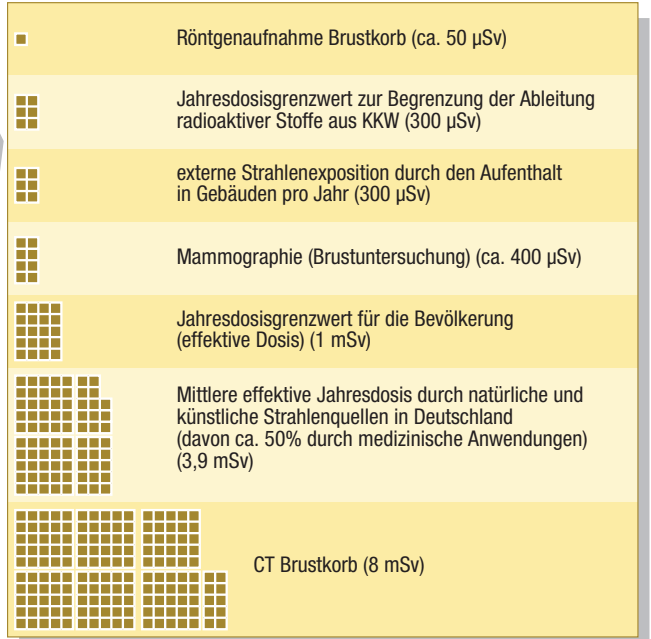 Röntgenaufnahme Brustkorb (ca. 50 µSv)
Jahresdosisgrenzwert zur Begrenzung der Ableitung
radioaktiver Stoffe aus KKW (300 µSv)
externe Strahlenexposition durch den Aufenthalt
in Gebäuden pro Jahr (300 µSv)
Mammographie (Brustuntersuchung) (ca. 400 µSv)
Jahresdosisgrenzwert für die Bevölkerung
(effektive Dosis) (1 mSv)
Mittlere effektive Jahresdosis durch natürliche und
künstliche Strahlenquellen in Deutschland
(davon ca. 50% durch medizinische Anwendungen)
(3,9 mSv)
CT Brustkorb (8 mSv)